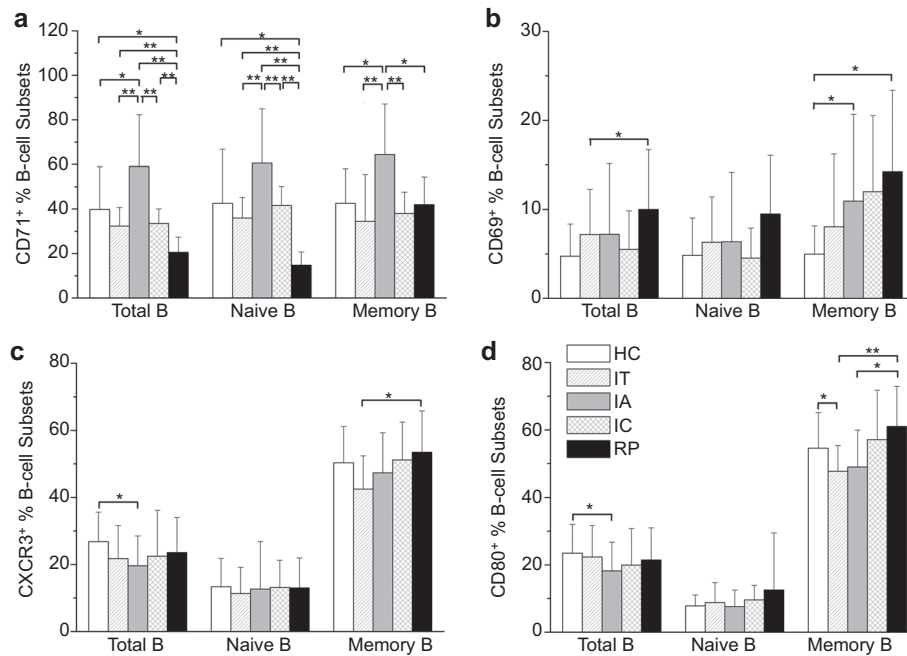 a
CD71+ % B-cell Subsets
120
100
80
60
40
20
0
* ** ** * ** ** **
* ** ** ** ** **
* * ** **
Total B Naive B Memory B
b
CD69+ % B-cell Subsets
30
20
10
0
*
* *
Total B Naive B Memory B
c
CXCR3+ % B-cell Subsets
80
60
40
20
0
*
*
Total B Naive B Memory B
d
CD80+ % B-cell Subsets
80
60
40
20
0
HC
IT
IA
IC
RP
*
** * *
Total B Naive B Memory B